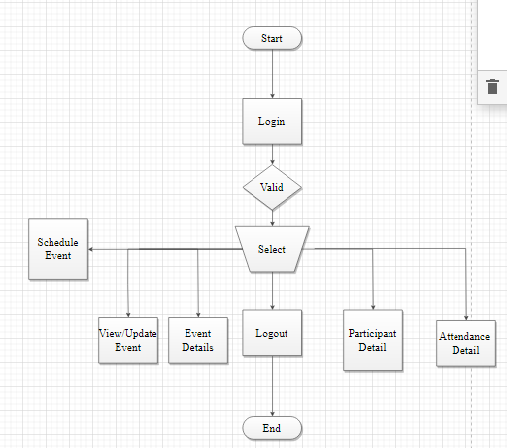 Start
Login
Valid
Select
Schedule
Event
View/Update
Event
Event
Details
Logout
Participant
Detail
Attendance
Detail
End